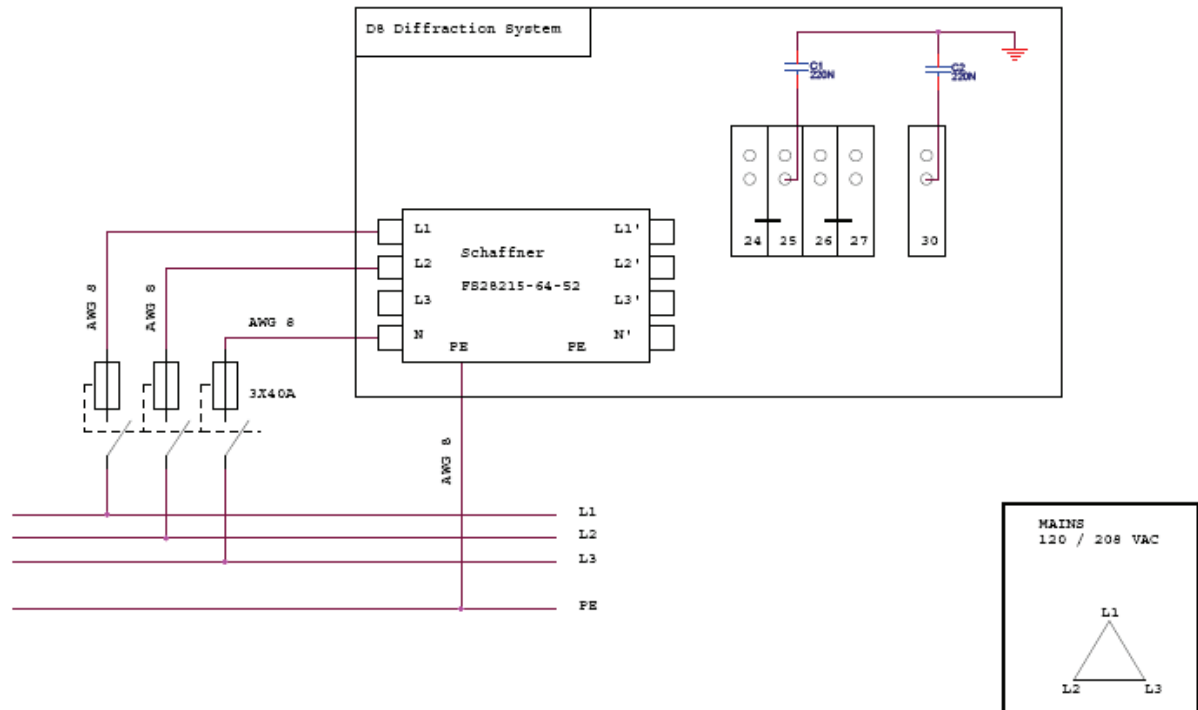 D8 Diffraction System
C1
220N
C2
220N
24 25 26 27
30
L1 L1'
Schaffner
L2 L2'
FS28215-64-52
L3 L3'
N N'
PE PE
AWG 8
AWG 8
AWG 8
3X40A
AWG 8
L1
L2
L3
PE
MAINS
120 / 208 VAC
L1
L2 L3